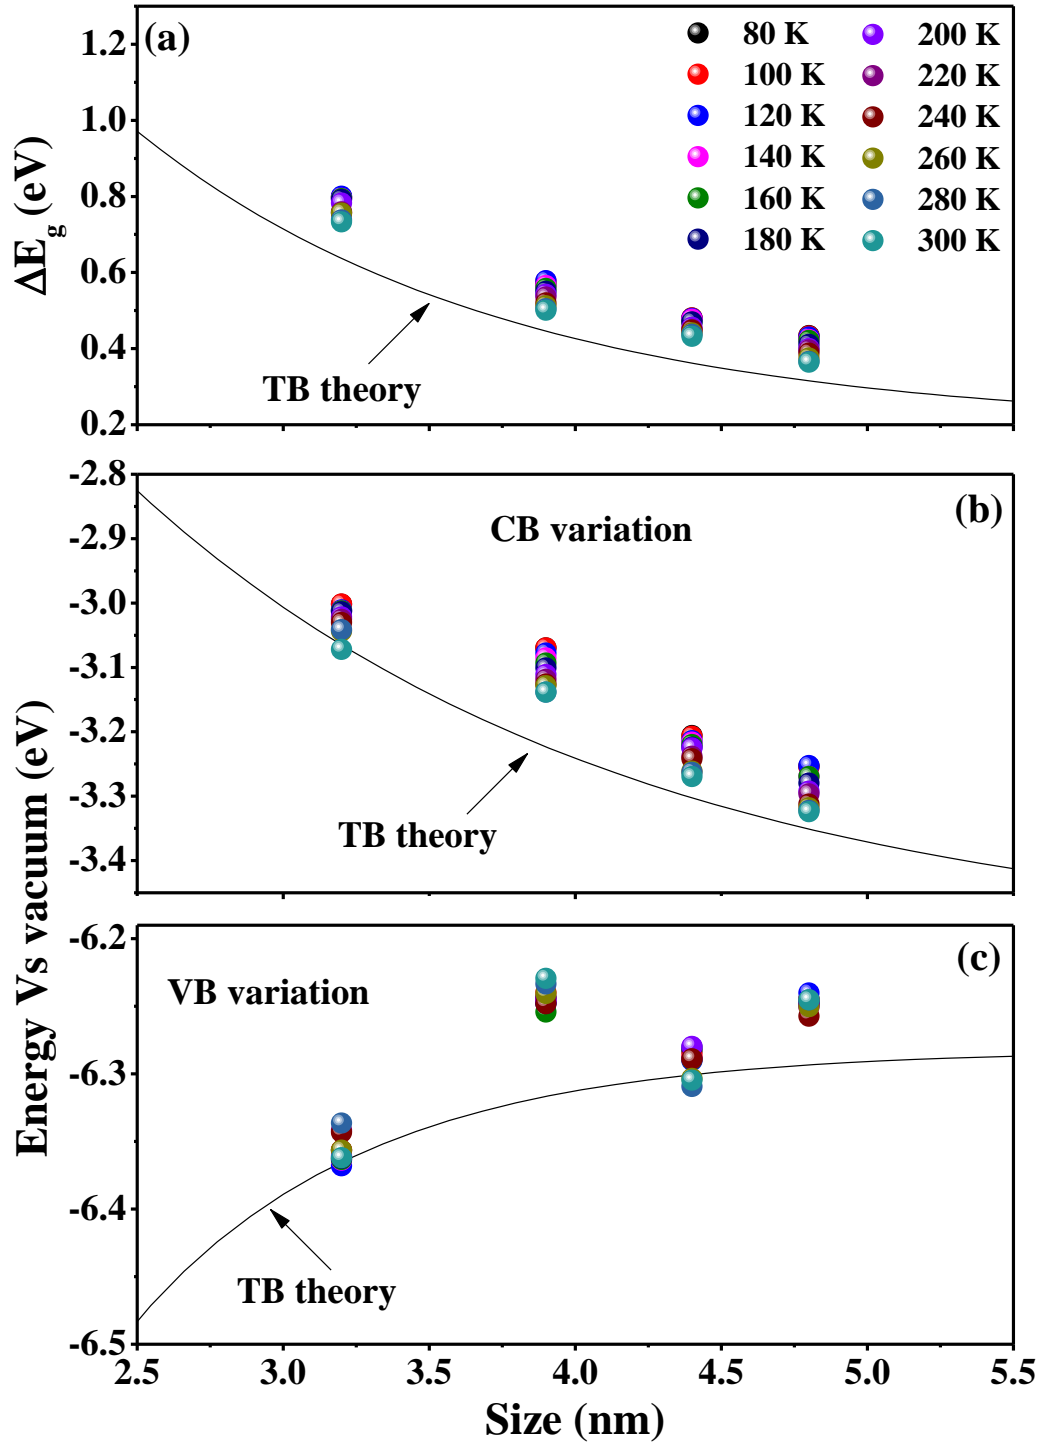 (a)
80 K 200 K
100 K 220 K
120 K 240 K
140 K 260 K
160 K 280 K
180 K 300 K
1.2
1.0
0.8
0.6
0.4
0.2
ΔE_g (eV)
TB theory
(b)
CB variation
-2.8
-2.9
-3.0
-3.1
-3.2
-3.3
-3.4
TB theory
Energy Vs vacuum (eV)
(c)
VB variation
-6.2
-6.3
-6.4
-6.5
TB theory
2.5 3.0 3.5 4.0 4.5 5.0 5.5
Size (nm)